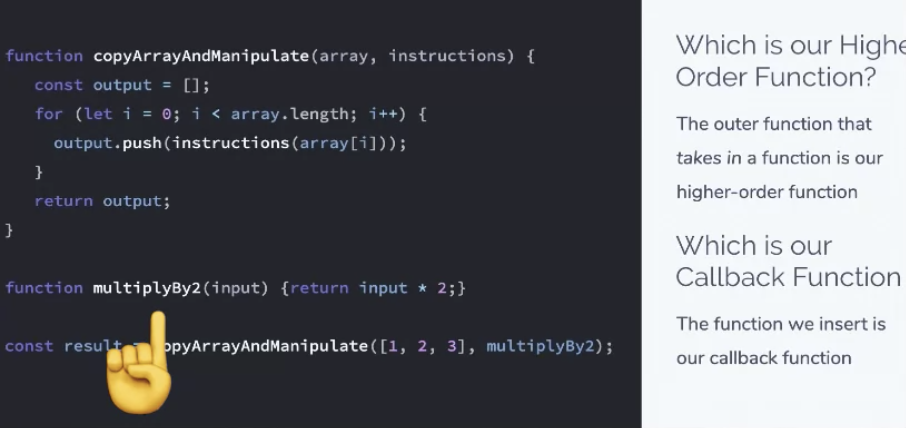 function copyArrayAndManipulate(array, instructions) {
const output = [];
for (let i = 0; i < array.length; i++) {
output.push(instructions(array[i]));
}
return output;
}
function multiplyBy2(input) {return input * 2;}
const result = copyArrayAndManipulate([1, 2, 3], multiplyBy2);
Which is our Highe
Order Function?
The outer function that
takes in a function is our
higher-order function
Which is our
Callback Function
The function we insert is
our callback function